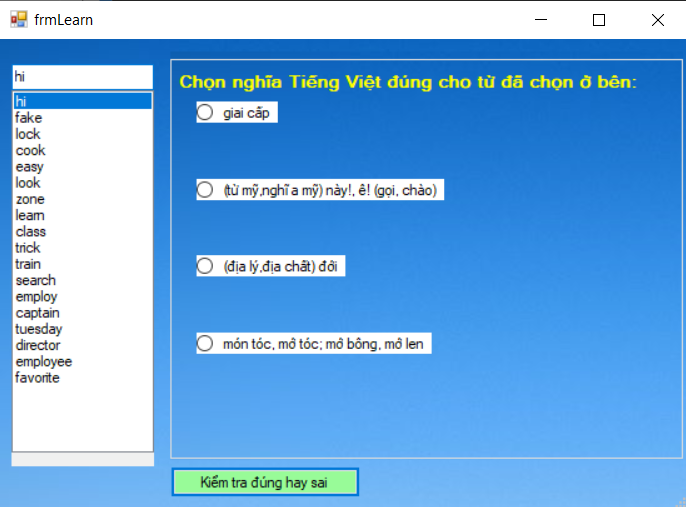 frmLearn
hi
hi
fake
lock
cook
easy
look
zone
learn
class
trick
train
search
employ
captain
tuesday
director
employee
favorite
Chọn nghĩa Tiếng Việt đúng cho từ đã chọn ở bên:
giai cấp
(từ mỹ,nghĩ a mỹ) này!, ê! (gọi, chào)
(địa lý,địa chất) đới
món tóc, mớ tóc; mớ bông, mớ len
Kiểm tra đúng hay sai